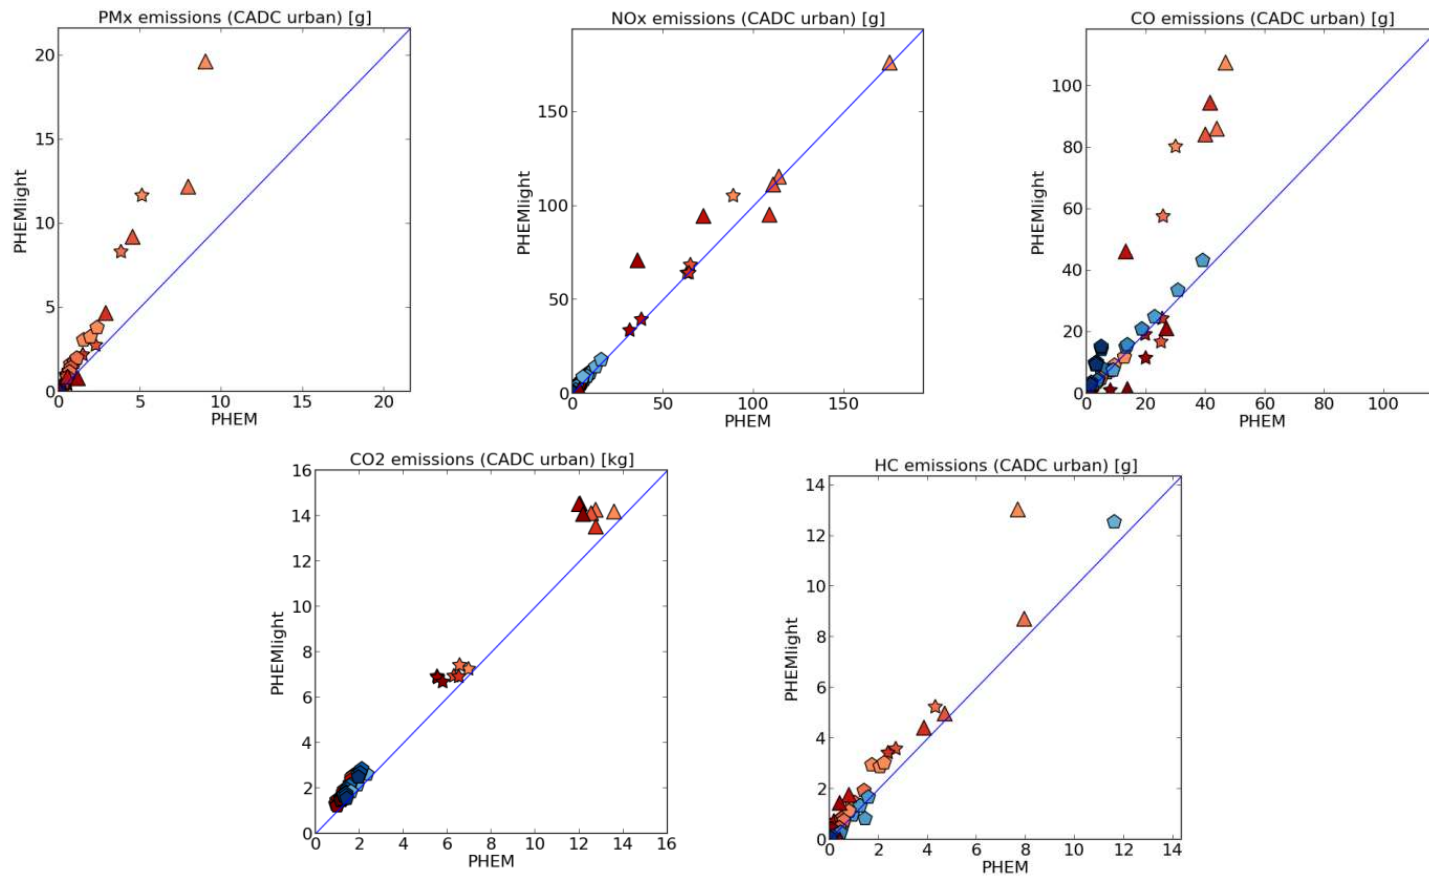 PMx emissions (CADC urban) [g]
20
15
10
5
0
0 5 10 15 20
PHEMlight
PHEM
NOx emissions (CADC urban) [g]
150
100
50
0
0 50 100 150
PHEMlight
PHEM
CO emissions (CADC urban) [g]
100
80
60
40
20
0
0 20 40 60 80 100
PHEMlight
PHEM
CO2 emissions (CADC urban) [kg]
16
14
12
10
8
6
4
2
0
0 2 4 6 8 10 12 14 16
PHEMlight
PHEM
HC emissions (CADC urban) [g]
14
12
10
8
6
4
2
0
0 2 4 6 8 10 12 14
PHEMlight
PHEM